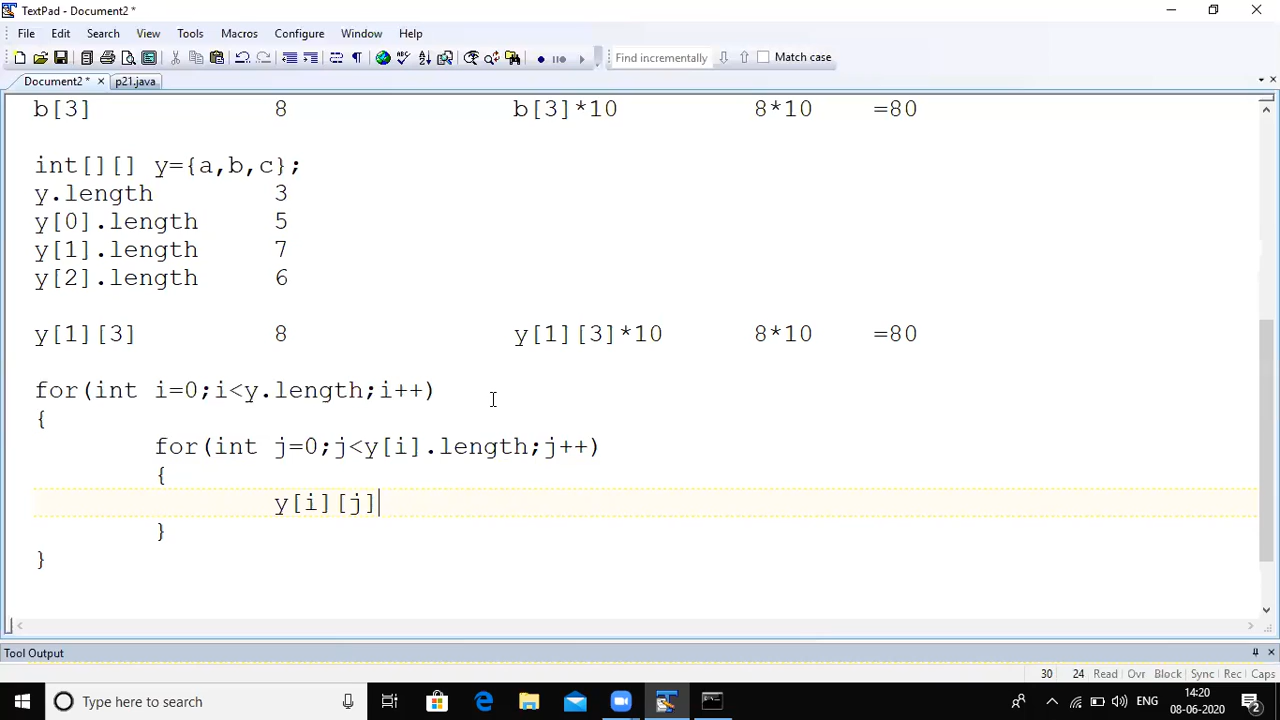 TextPad - Document2 *
File Edit Search View Tools Macros Configure Window Help
Find incrementally Match case
Document2 * p21.java
b[3] 8 b[3]*10 8*10 =80
int[][] y={a,b,c};
y.length 3
y[0].length 5
y[1].length 7
y[2].length 6
y[1][3] 8 y[1][3]*10 8*10 =80
for(int i=0;i<y.length;i++)
{
for(int j=0;j<y[i].length;j++)
{
y[i][j]
}
}
Tool Output
30 24 Read Ovr Block Sync Rec Caps
Type here to search
ENG
14:20
08-06-2020
2